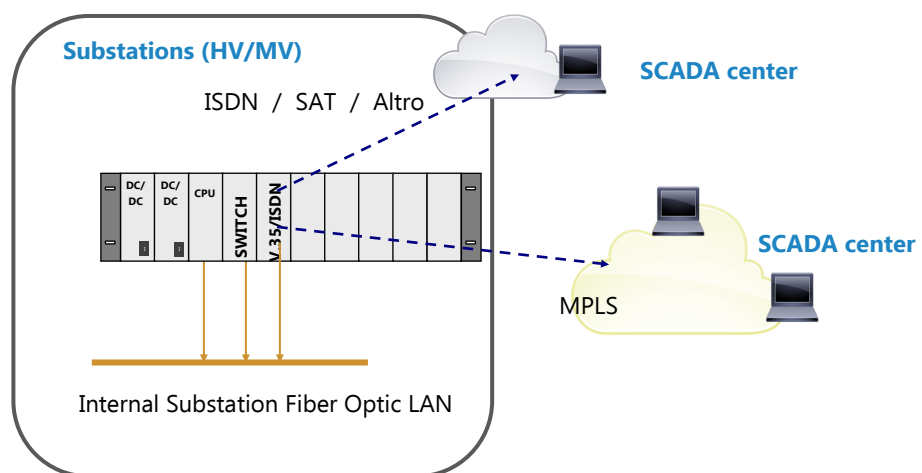 Substations (HV/MV)
SCADA center
ISDN / SAT / Altro
DC/
DC
DC/
DC
CPU
SWITCH
V.35/ISDN
SCADA center
MPLS
Internal Substation Fiber Optic LAN